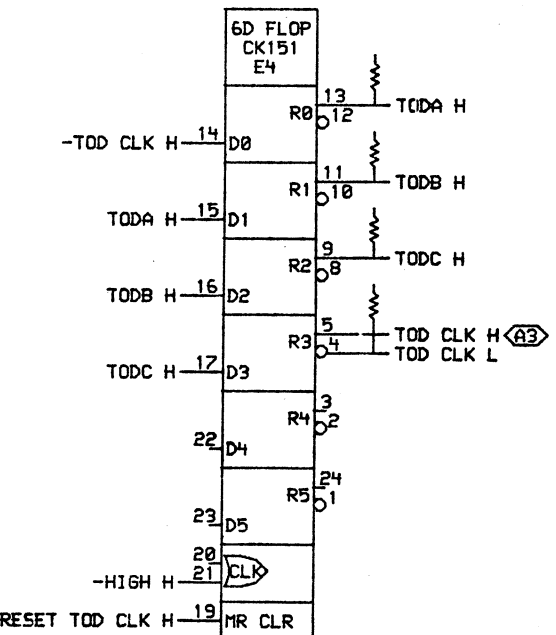 6D FLOP
CK151
E4
13
TODA H
R0
12
-TOD CLK H
14
D0
11
TODB H
R1
10
TODA H
15
D1
9
TODC H
R2
8
TODB H
16
D2
5
TOD CLK H
A3
R3
4
TOD CLK L
TODC H
17
D3
3
R4
2
22
D4
24
R5
1
23
D5
20
CLK
-HIGH H
21
RESET TOD CLK H
19
MR CLR